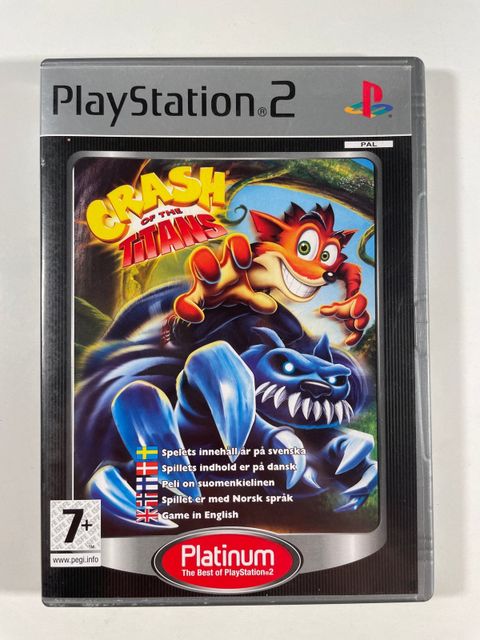 PlayStation®2
PAL
CRASH
OF THE
TITANS
Spelets innehåll är på svenska
Spillets indhold er på dansk
Peli on suomenkielinen
Spillet er med Norsk språk
Game in English
7+
™
www.pegi.info
Platinum
The Best of PlayStation®2